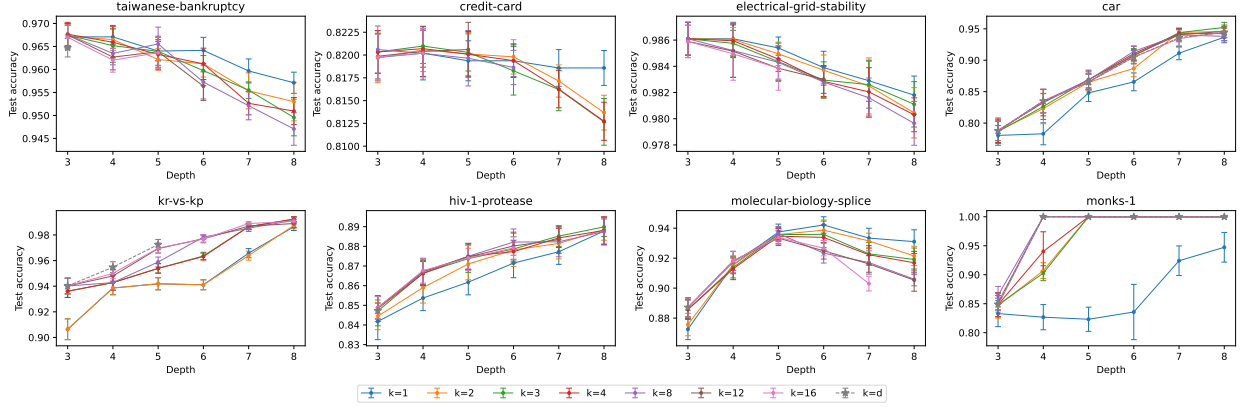 taiwanese-bankruptcy
0.970
0.965
0.960
0.955
0.950
0.945
Test accuracy
3 4 5 6 7 8
Depth
credit-card
0.8225
0.8200
0.8175
0.8150
0.8125
0.8100
Test accuracy
3 4 5 6 7 8
Depth
electrical-grid-stability
0.986
0.984
0.982
0.980
0.978
Test accuracy
3 4 5 6 7 8
Depth
car
0.95
0.90
0.85
0.80
Test accuracy
3 4 5 6 7 8
Depth
kr-vs-kp
0.98
0.96
0.94
0.92
0.90
Test accuracy
3 4 5 6 7 8
Depth
hiv-1-protease
0.89
0.88
0.87
0.86
0.85
0.84
0.83
Test accuracy
3 4 5 6 7 8
Depth
molecular-biology-splice
0.94
0.92
0.90
0.88
Test accuracy
3 4 5 6 7 8
Depth
monks-1
1.00
0.95
0.90
0.85
0.80
Test accuracy
3 4 5 6 7 8
Depth
k=1 k=2 k=3 k=4 k=8 k=12 k=16 k=d